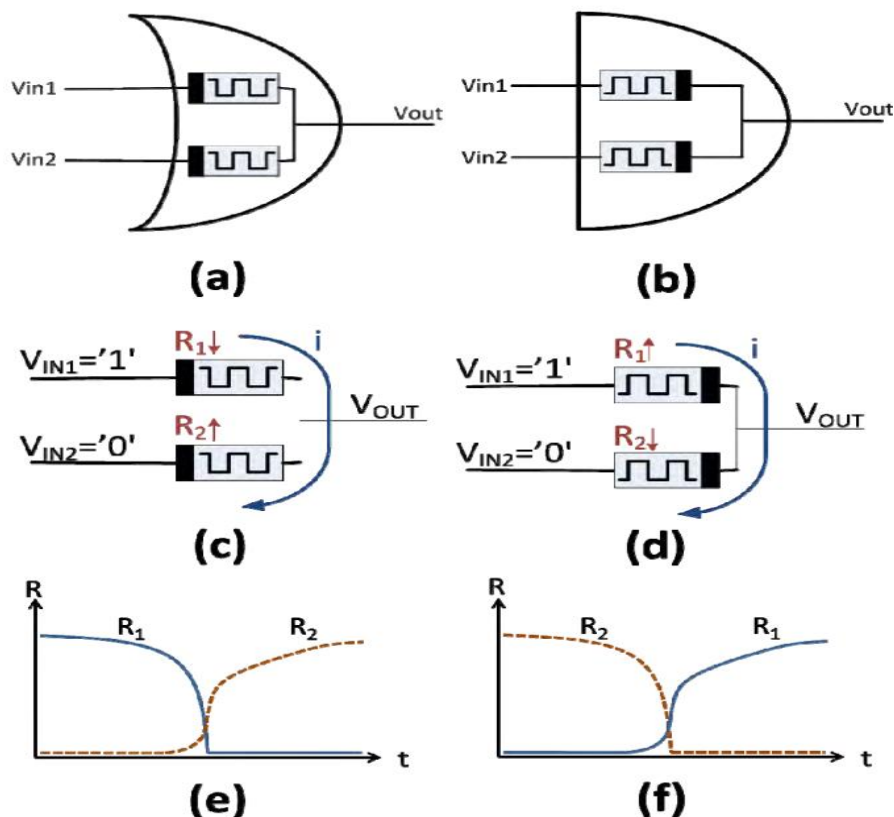 Vin1
Vin2
Vout
(a)
Vin1
Vin2
Vout
(b)
R1↓
i
VIN1='1'
VOUT
R2↑
VIN2='0'
(c)
R1↑
i
VIN1='1'
VOUT
R2↓
VIN2='0'
(d)
R
R1
R2
t
(e)
R
R2
R1
t
(f)